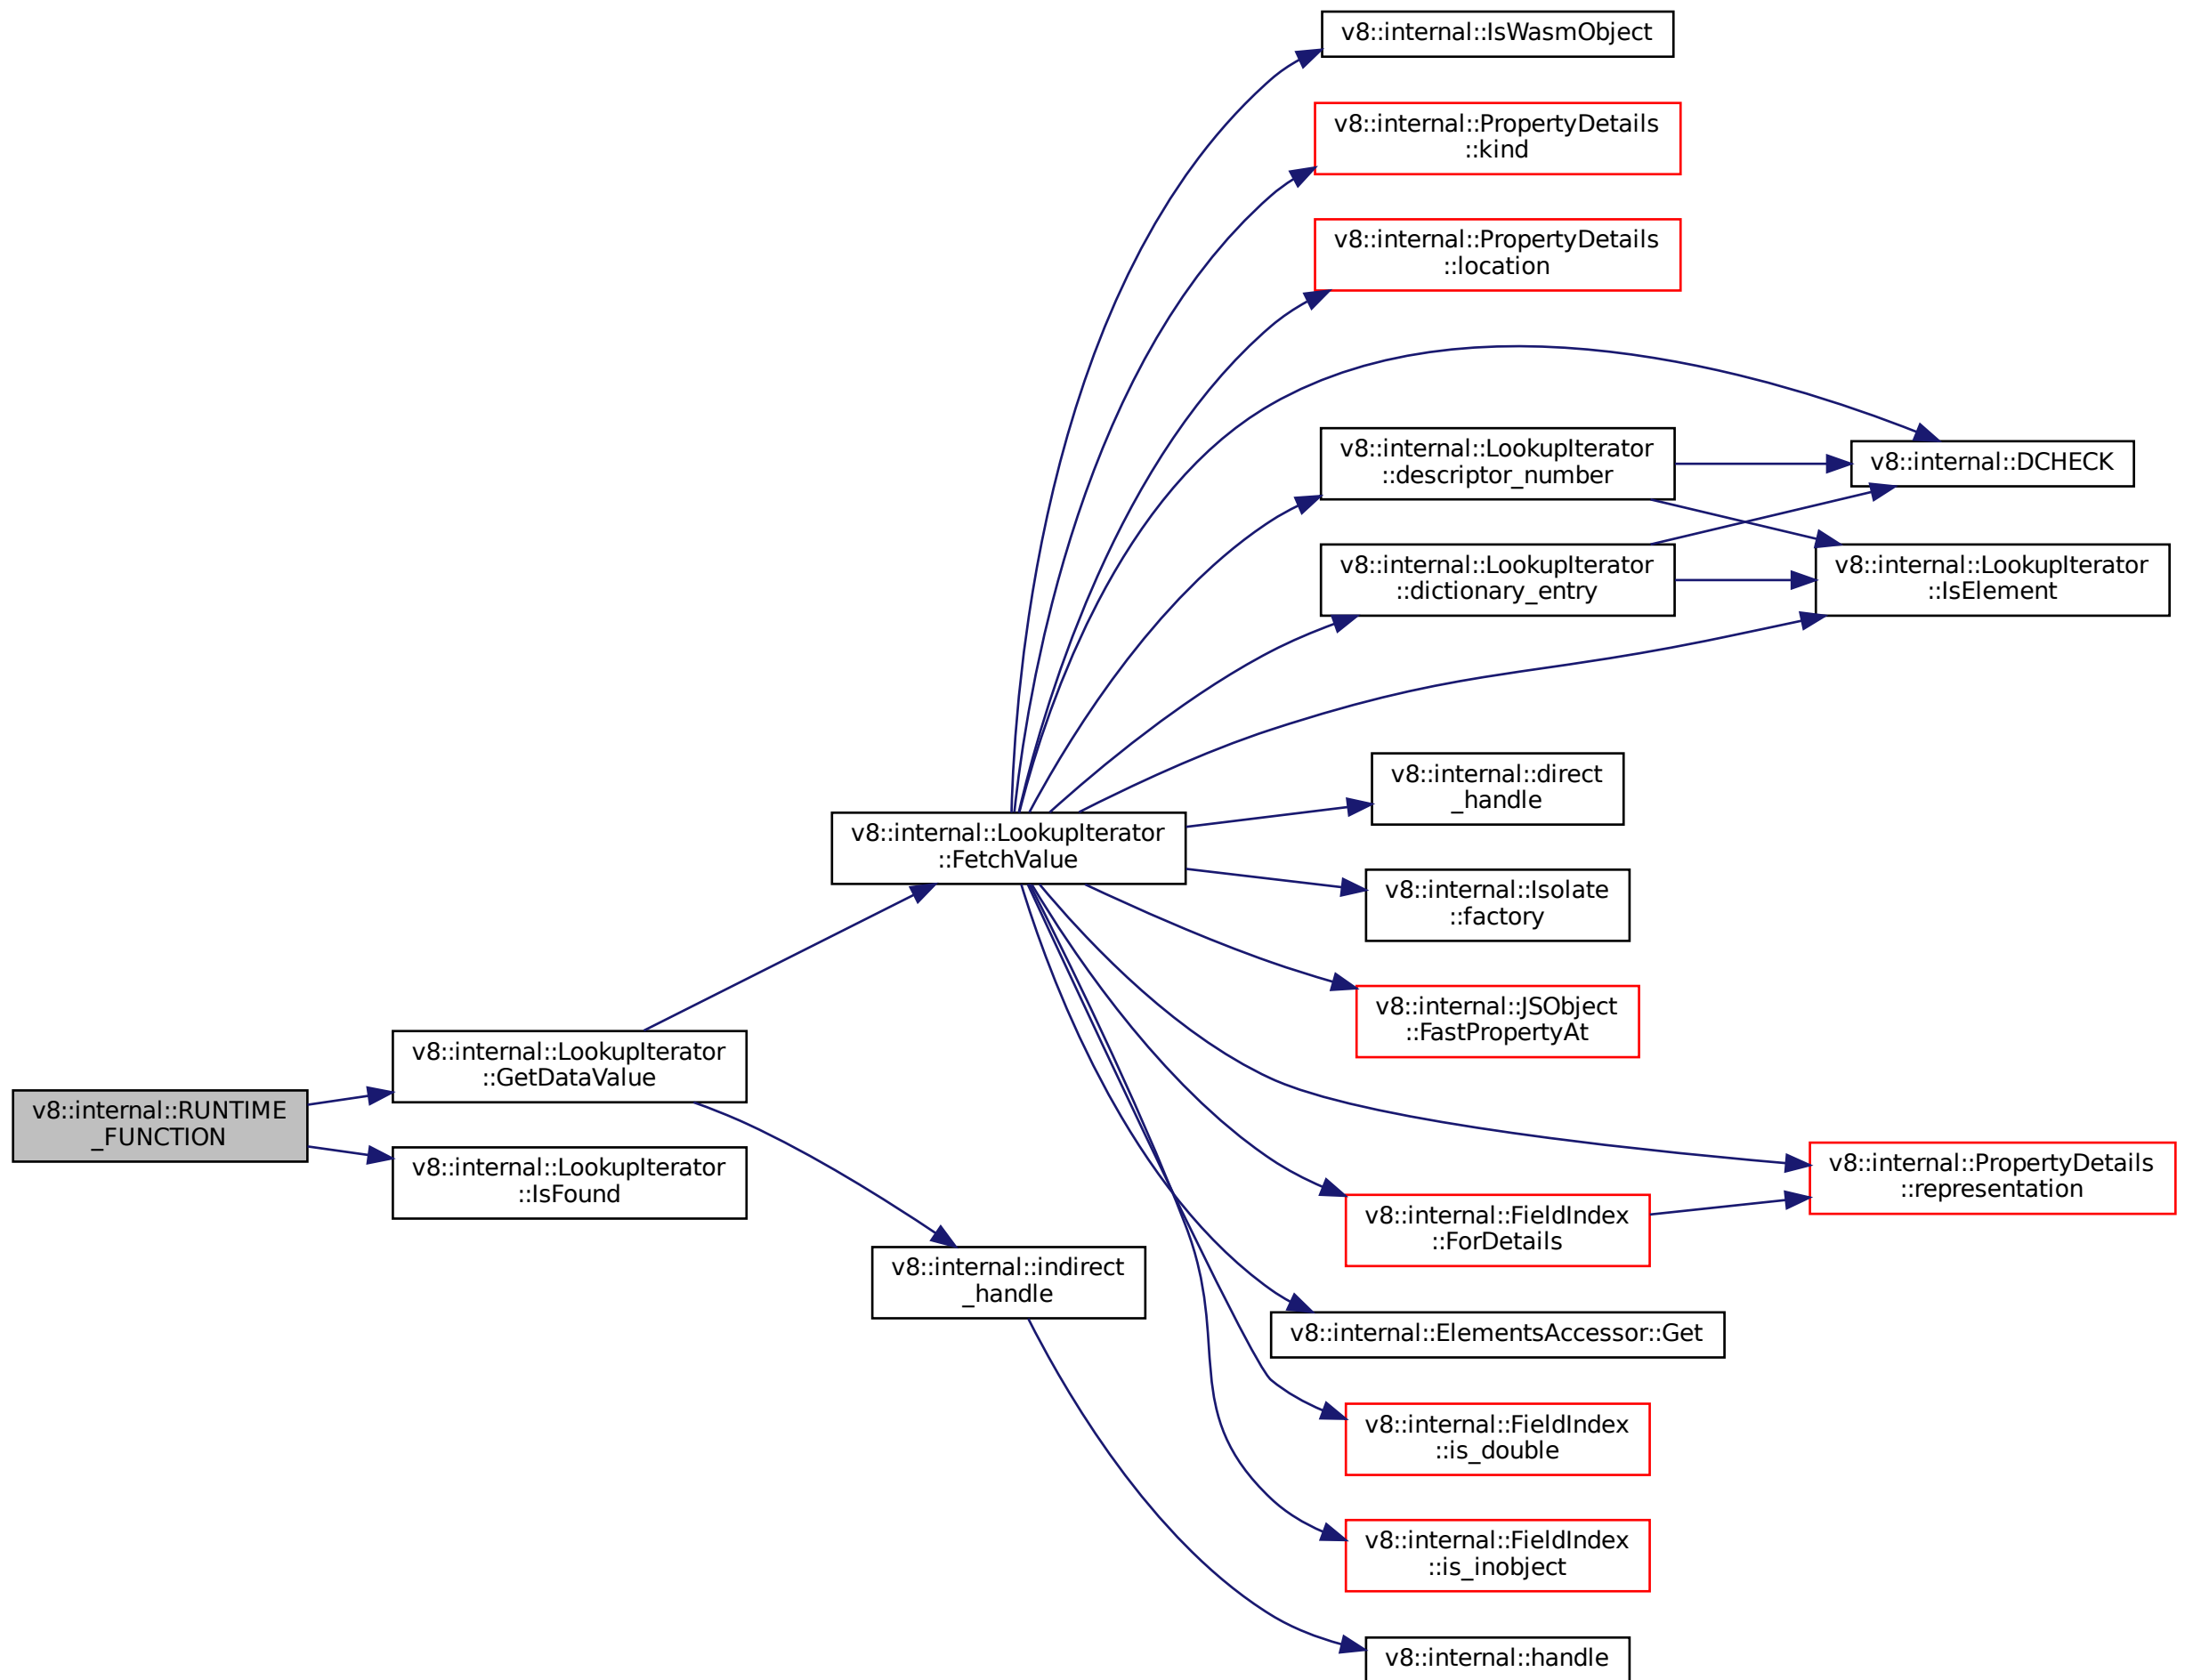 v8::internal::IsWasmObject
v8::internal::PropertyDetails
::kind
v8::internal::PropertyDetails
::location
v8::internal::LookupIterator
::descriptor_number
v8::internal::DCHECK
v8::internal::LookupIterator
::dictionary_entry
v8::internal::LookupIterator
::IsElement
v8::internal::direct
_handle
v8::internal::LookupIterator
::FetchValue
v8::internal::Isolate
::factory
v8::internal::JSObject
::FastPropertyAt
v8::internal::LookupIterator
::GetDataValue
v8::internal::RUNTIME
_FUNCTION
v8::internal::LookupIterator
::IsFound
v8::internal::PropertyDetails
::representation
v8::internal::FieldIndex
::ForDetails
v8::internal::indirect
_handle
v8::internal::ElementsAccessor::Get
v8::internal::FieldIndex
::is_double
v8::internal::FieldIndex
::is_inobject
v8::internal::handle